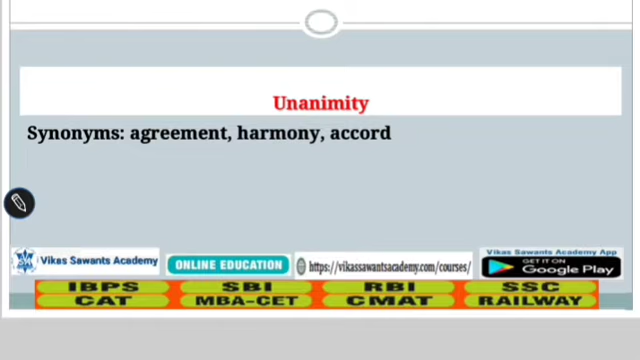 Unanimity
Synonyms: agreement, harmony, accord
Vikas Sawants Academy
ONLINE EDUCATION
https://vikassawantsacademy.com/courses/
Vikas Sawants Academy App
GET IT ON
Google Play
IBPS SBI RBI SSC
CAT MBA-CET CMAT RAILWAY